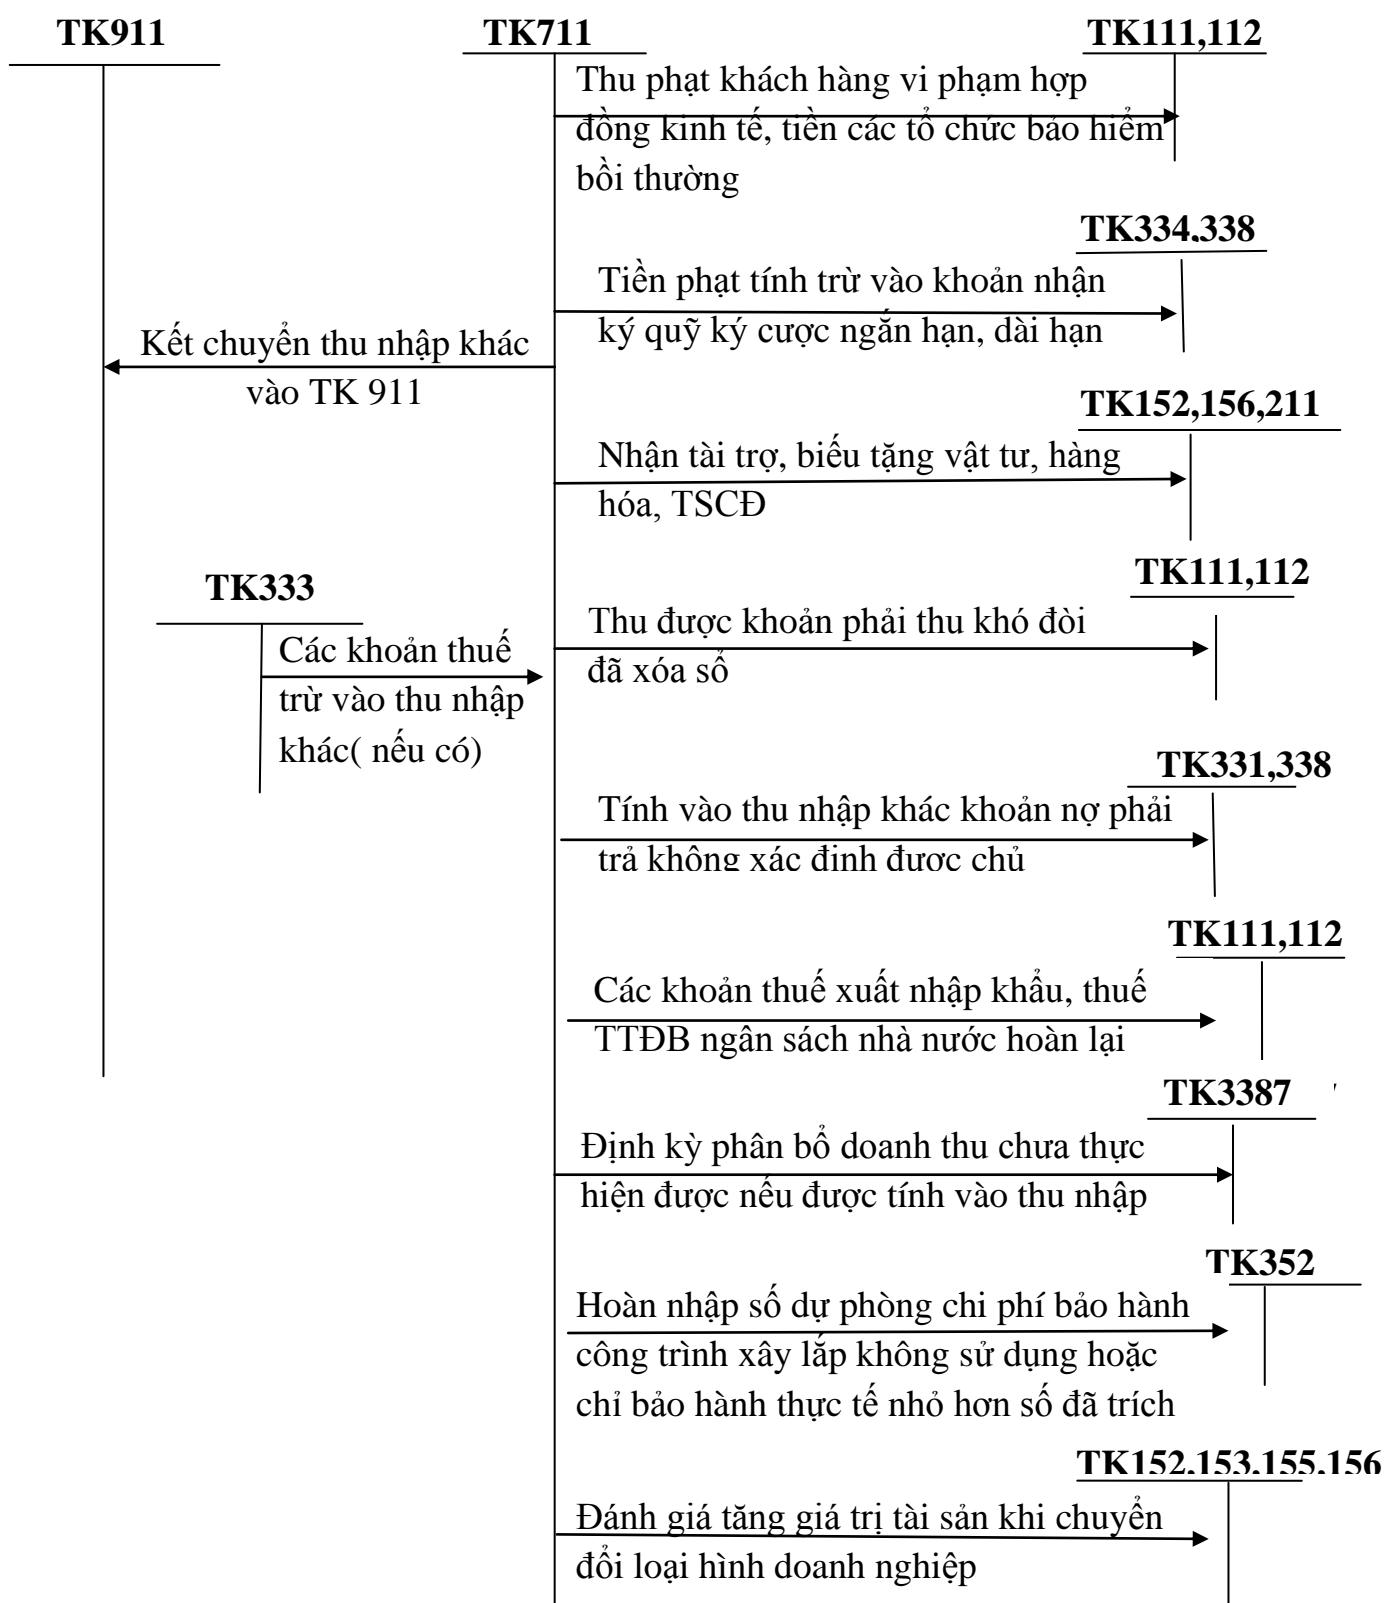 TK911 TK711 TK111,112
Thu phạt khách hàng vi phạm hợp
đồng kinh tế, tiền các tổ chức bảo hiểm
bồi thường
TK334,338
Tiền phạt tính trừ vào khoản nhận
ký quỹ ký cược ngắn hạn, dài hạn
Kết chuyển thu nhập khác
vào TK 911
TK152,156,211
Nhận tài trợ, biếu tặng vật tư, hàng
hóa, TSCĐ
TK333
Các khoản thuế
trừ vào thu nhập
khác( nếu có)
TK111,112
Thu được khoản phải thu khó đòi
đã xóa sổ
TK331,338
Tính vào thu nhập khác khoản nợ phải
trả không xác định được chủ
TK111,112
Các khoản thuế xuất nhập khẩu, thuế
TTĐB ngân sách nhà nước hoàn lại
TK3387
Định kỳ phân bổ doanh thu chưa thực
hiện được nếu được tính vào thu nhập
TK352
Hoàn nhập số dự phòng chi phí bảo hành
công trình xây lắp không sử dụng hoặc
chỉ bảo hành thực tế nhỏ hơn số đã trích
TK152,153,155,156
Đánh giá tăng giá trị tài sản khi chuyển
đổi loại hình doanh nghiệp